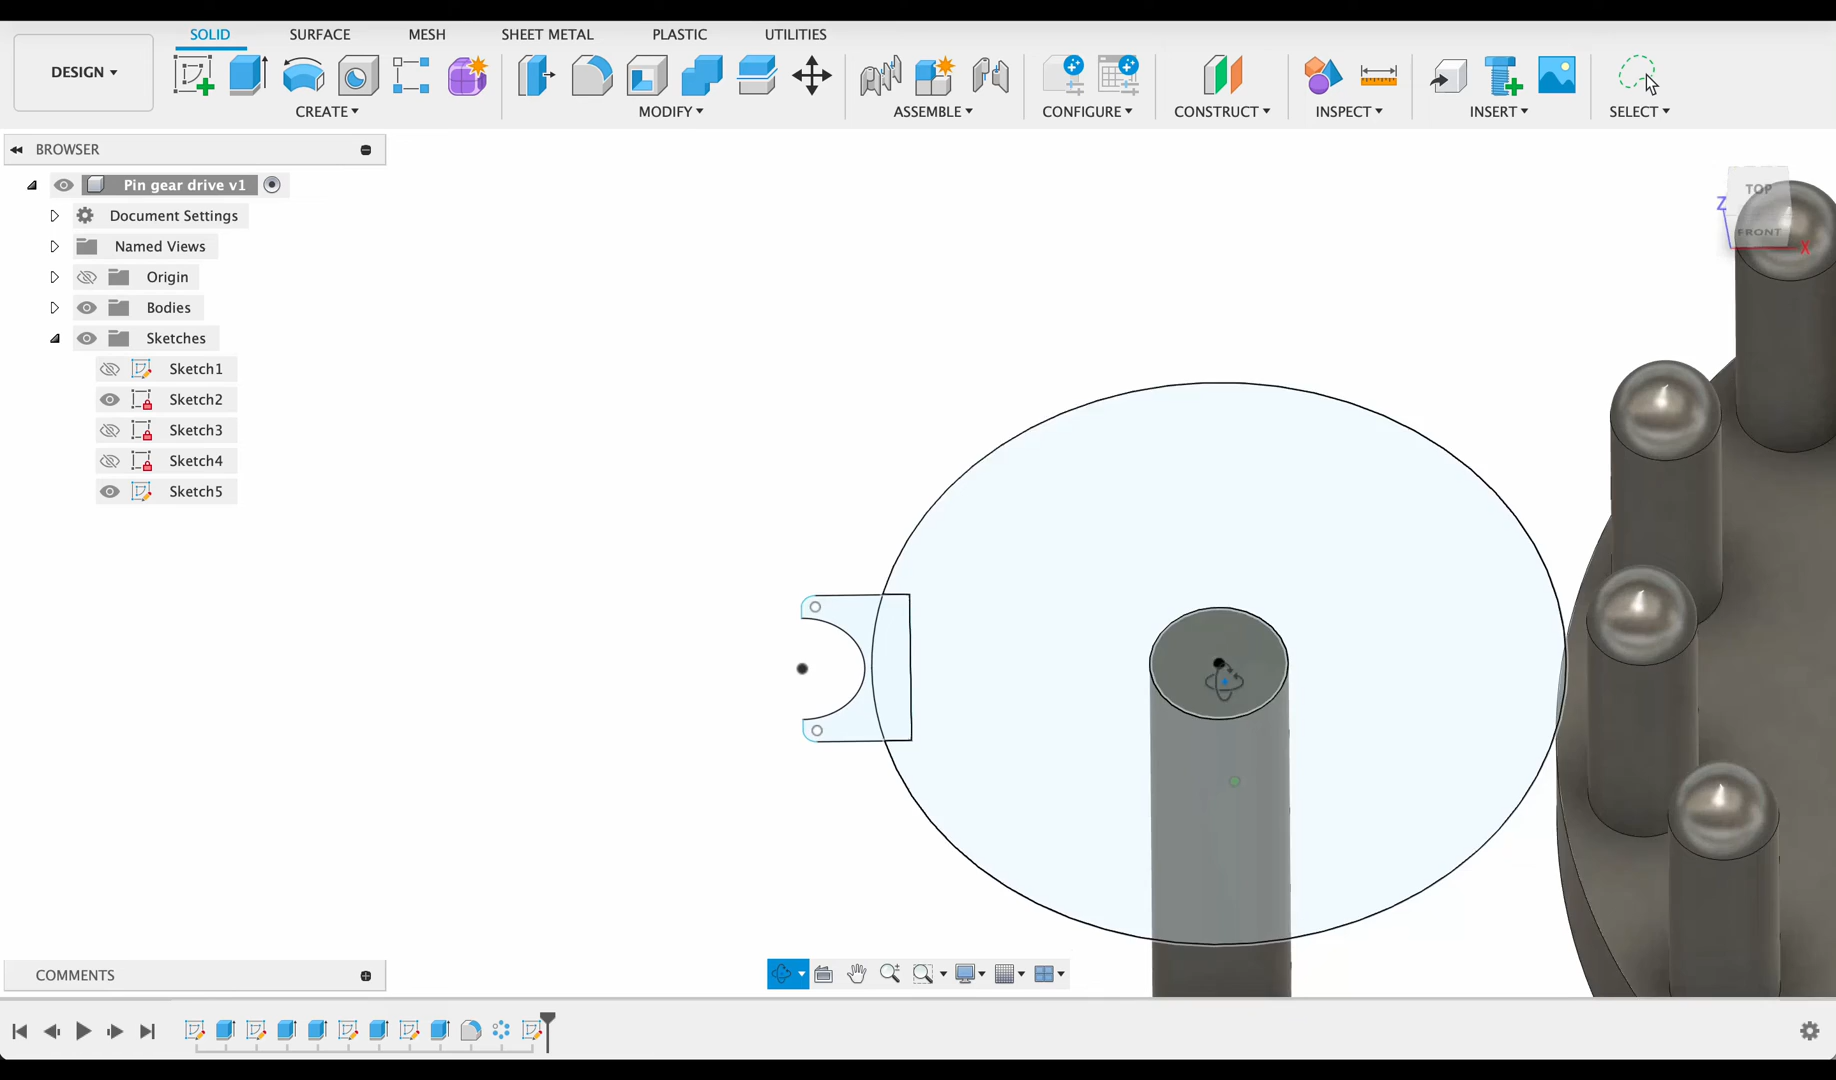 SOLID SURFACE MESH SHEET METAL PLASTIC UTILITIES
DESIGN
CREATE MODIFY ASSEMBLE CONFIGURE CONSTRUCT INSPECT INSERT SELECT
BROWSER
Pin gear drive v1
Document Settings
Named Views
Origin
Bodies
Sketches
Sketch1
Sketch2
Sketch3
Sketch4
Sketch5
TOP
Z
FRONT
X
COMMENTS